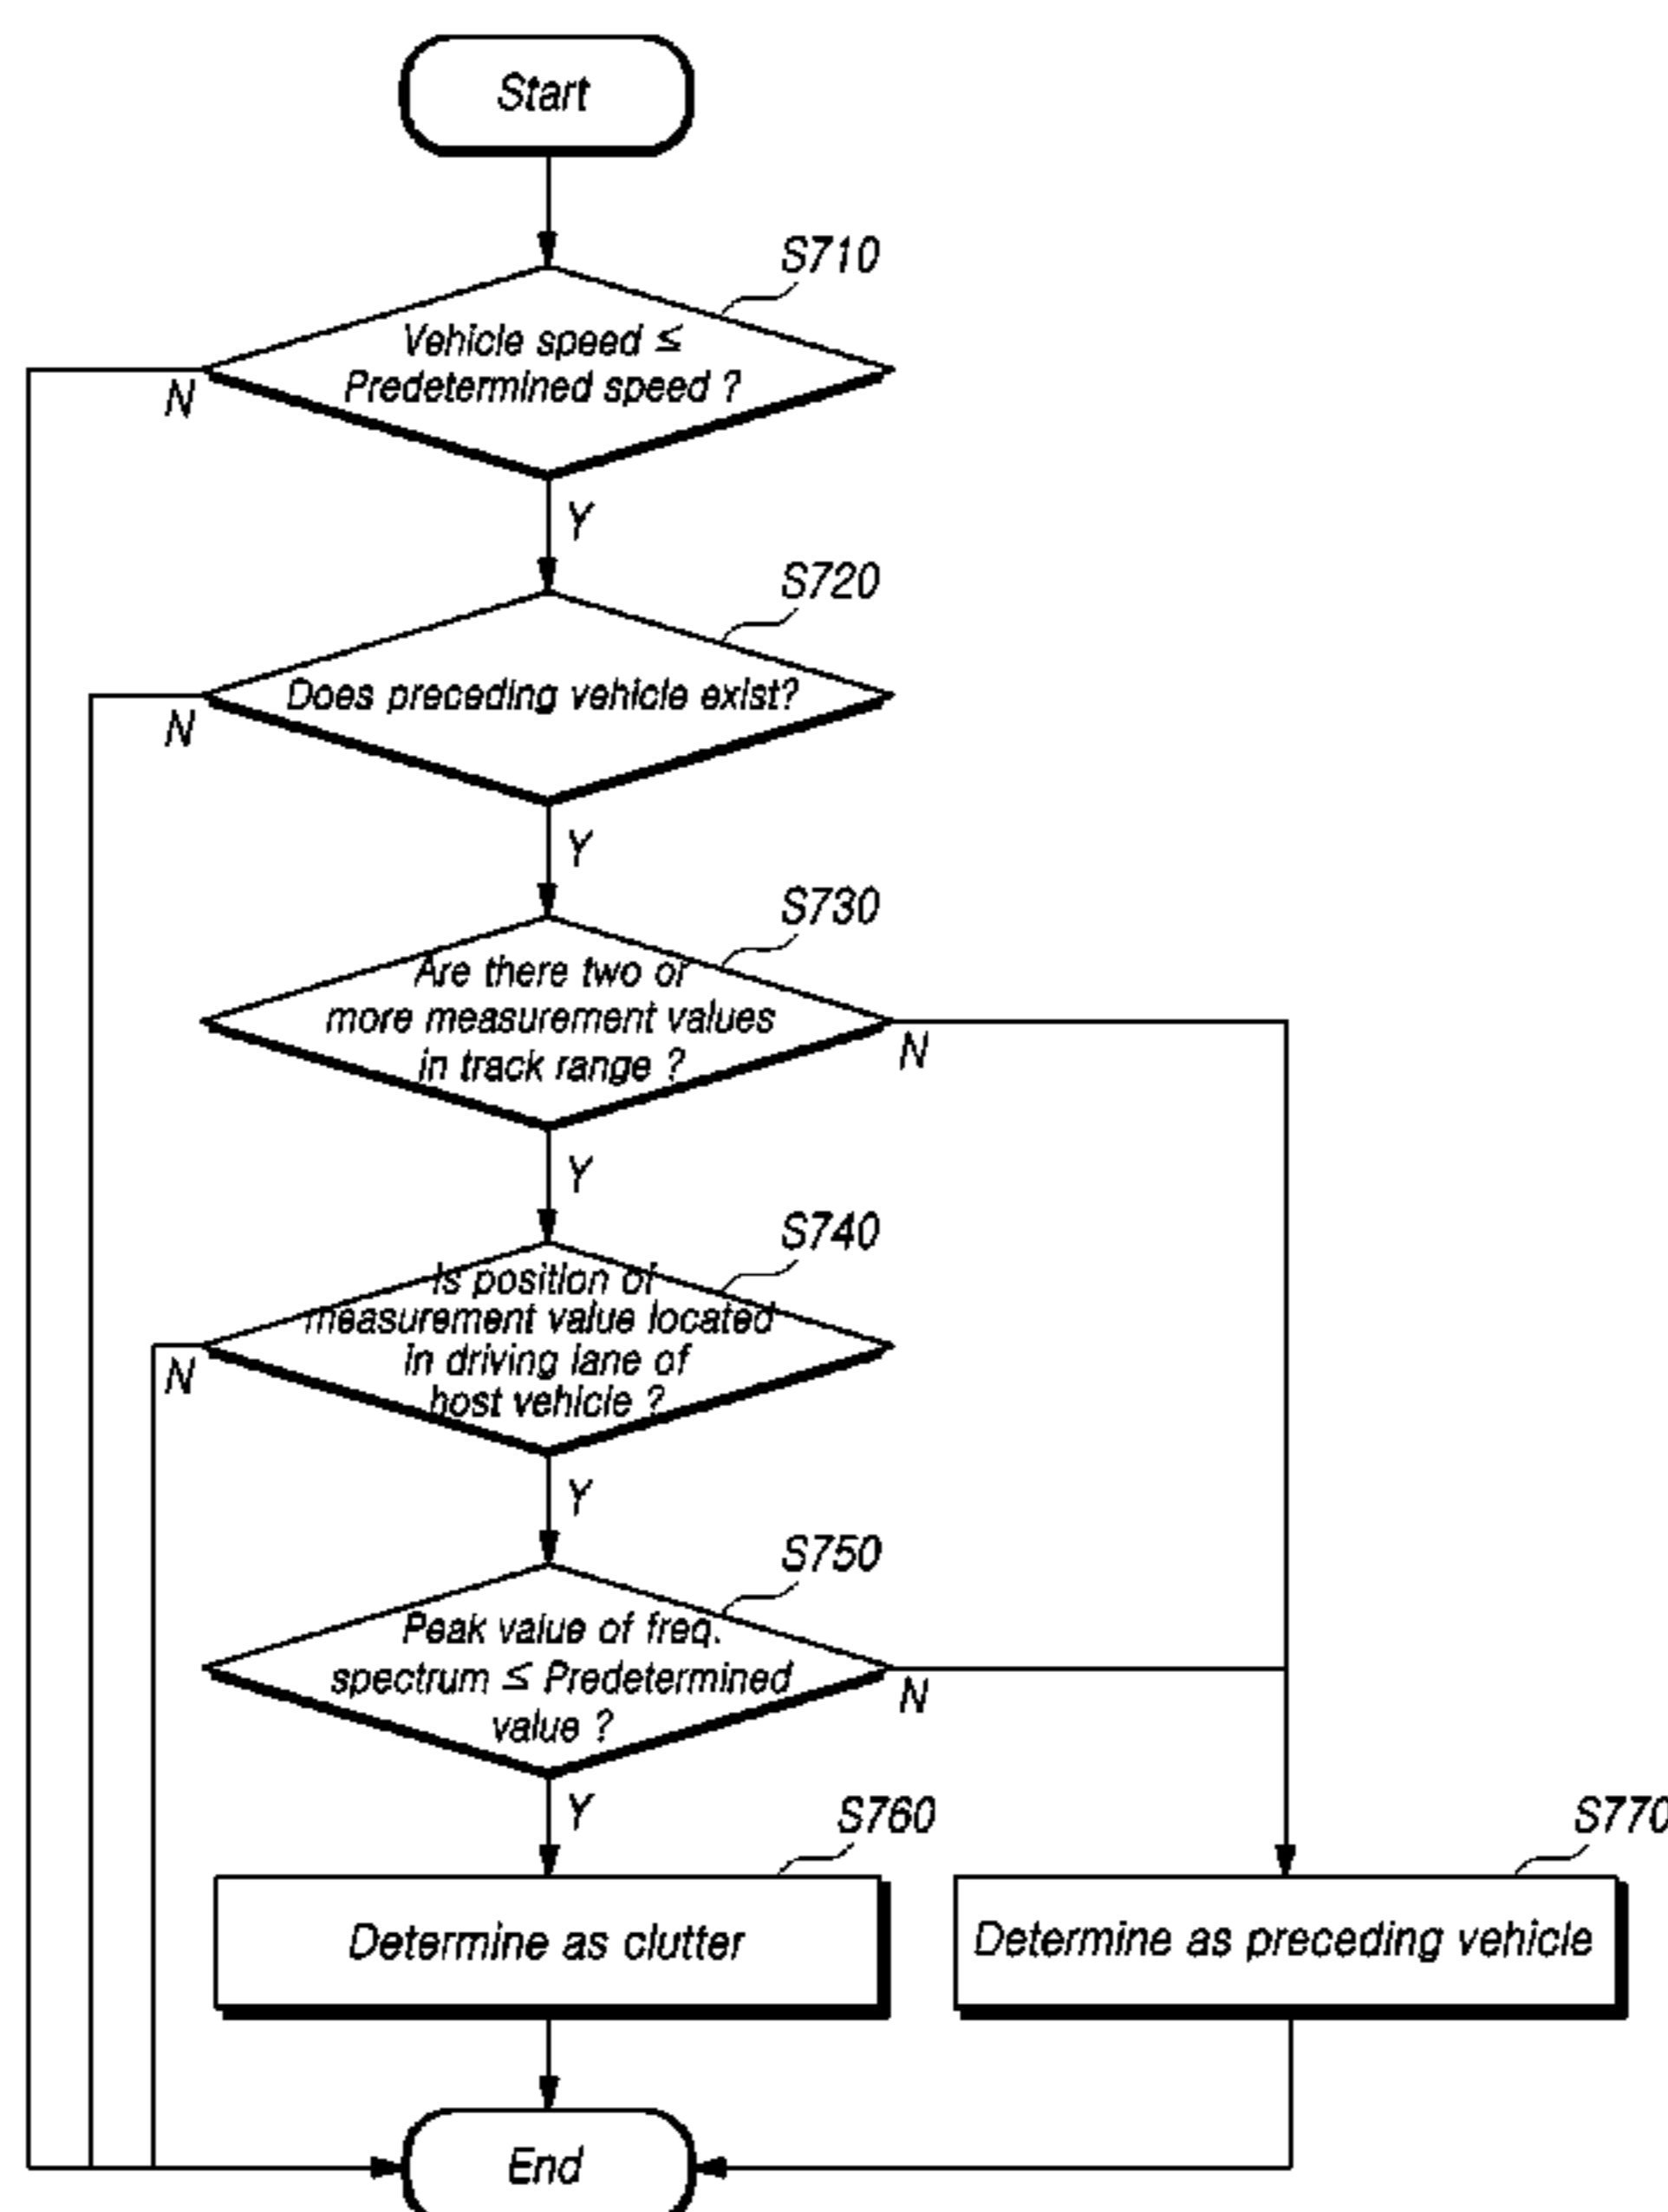 Start
S710
Vehicle speed ≤
Predetermined speed ?
N
Y
S720
Does preceding vehicle exist?
N
Y
S730
Are there two or
more measurement values
in track range ?
N
Y
S740
Is position of
measurement value located
in driving lane of
host vehicle ?
N
Y
S750
Peak value of freq.
spectrum ≤ Predetermined
value ?
N
Y
S760
S770
Determine as clutter
Determine as preceding vehicle
End